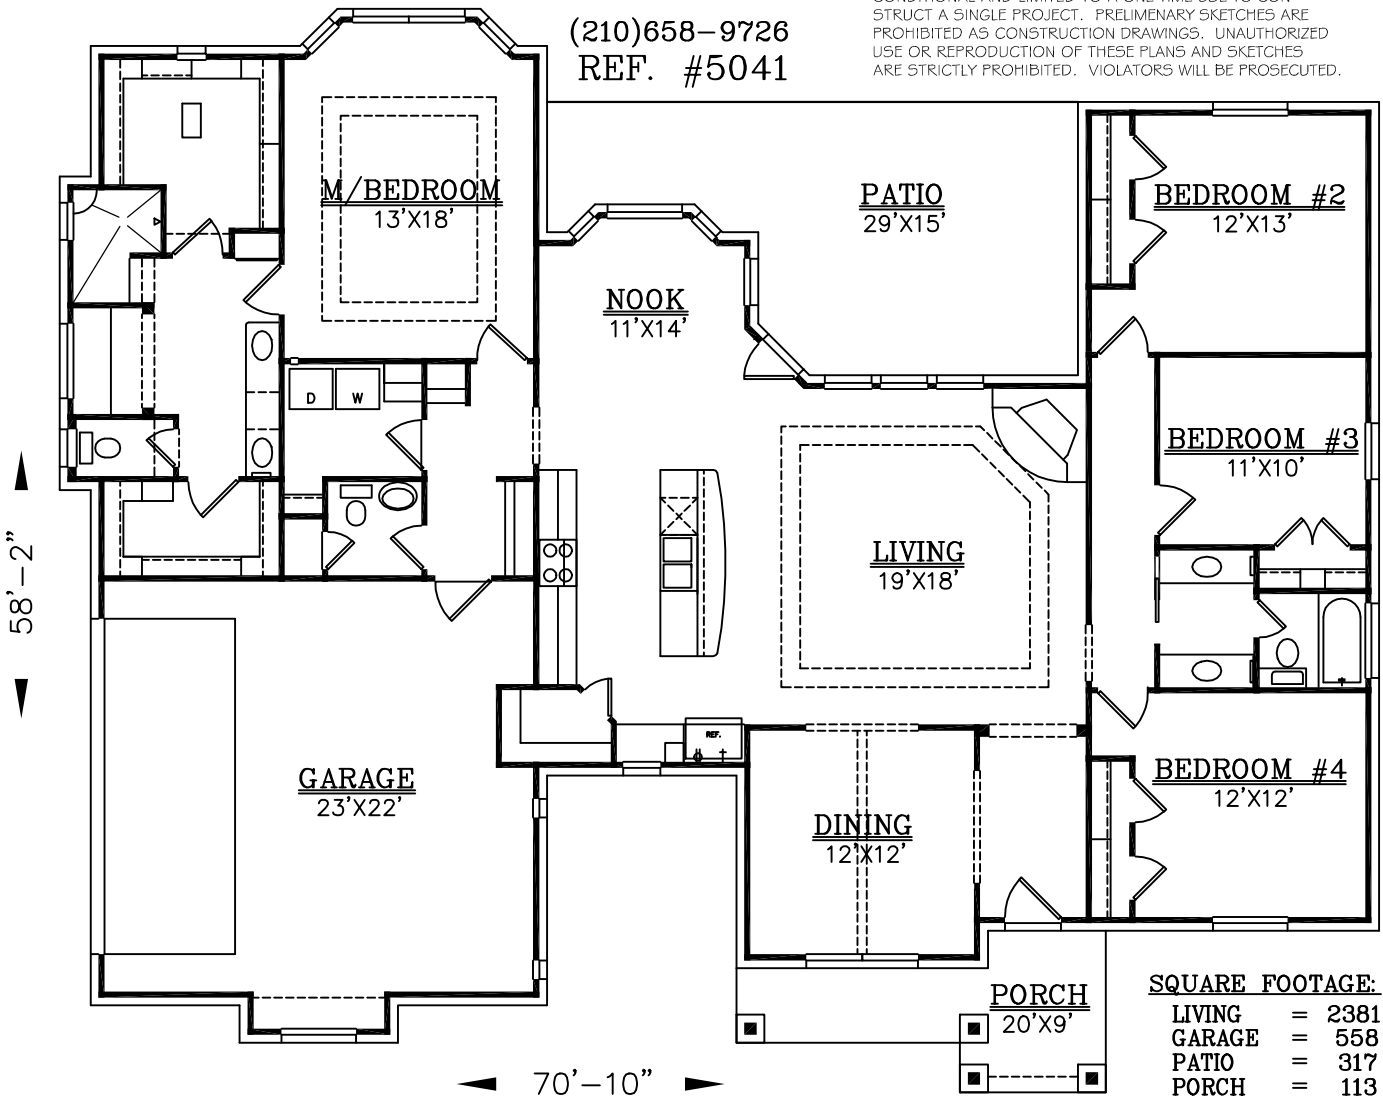 (210)658-9726
REF. #5041
STRUCT A SINGLE PROJECT. PRELIMENARY SKETCHES ARE
PROHIBITED AS CONSTRUCTION DRAWINGS. UNAUTHORIZED
USE OR REPRODUCTION OF THESE PLANS AND SKETCHES
ARE STRICTLY PROHIBITED. VIOLATORS WILL BE PROSECUTED.
M/BEDROOM
13'X18'
PATIO
29'X15'
BEDROOM #2
12'X13'
NOOK
11'X14'
D
W
BEDROOM #3
11'X10'
LIVING
19'X18'
58'-2"
REF.
GARAGE
23'X22'
DINING
12'X12'
BEDROOM #4
12'X12'
PORCH
20'X9'
70'-10"
SQUARE FOOTAGE:
LIVING = 2381
GARAGE = 558
PATIO = 317
PORCH = 113